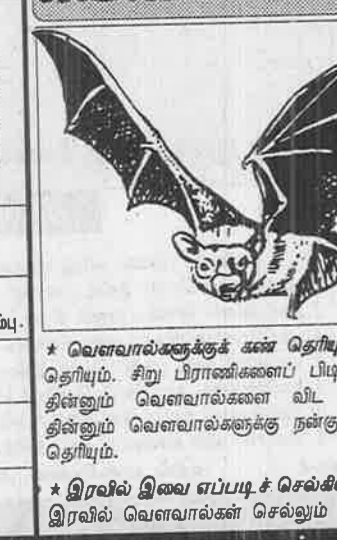 ம்பு.
★ வௌவால்களுக்குக் கண் தெரியு
தெரியும். சிறு பிராணிகளைப் பிடி
தின்னும் வௌவால்களை விட
தின்னும் வௌவால்களுக்கு நன்கு
தெரியும்.
★ இரவில் இவை எப்படிச் செல்கி
இரவில் வௌவால்கள் செல்லும்